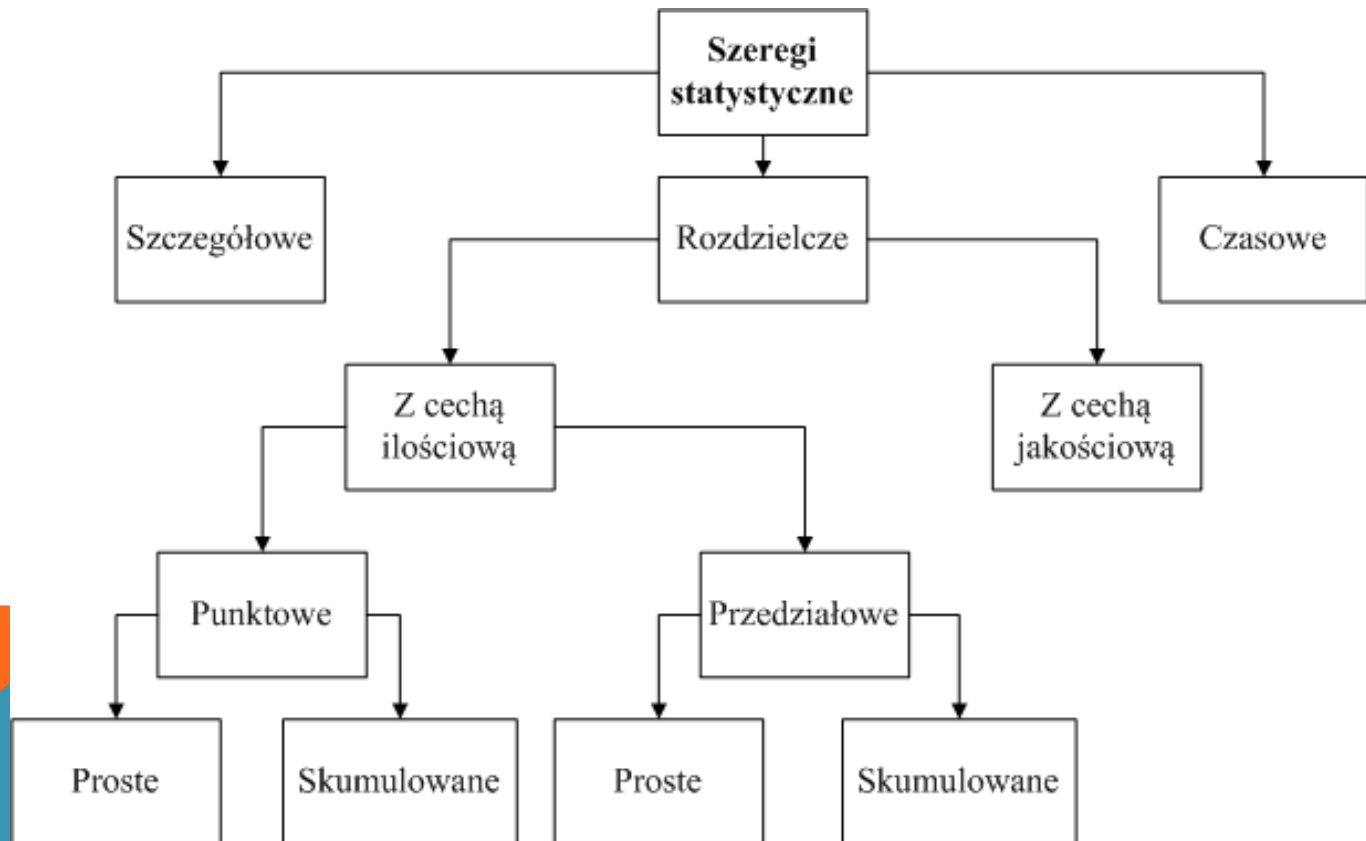 Szeregi
statystyczne
Szczegółowe
Rozdzielcze
Czasowe
Z cechą
ilościową
Z cechą
jakościową
Punktowe
Przedziałowe
Proste
Skumulowane
Proste
Skumulowane